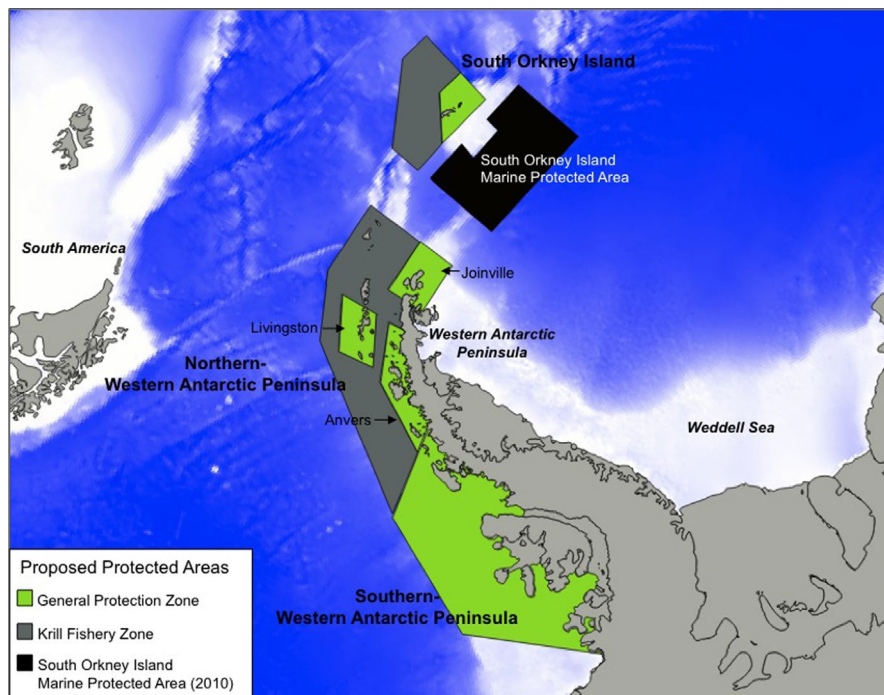 South Orkney Island
South Orkney Island
Marine Protected Area
South America
Joinville
Livingston
Western Antarctic
Peninsula
Northern-
Western Antarctic Peninsula
Anvers
Weddell Sea
Southern-
Western Antarctic Peninsula
Proposed Protected Areas
General Protection Zone
Krill Fishery Zone
South Orkney Island
Marine Protected Area (2010)